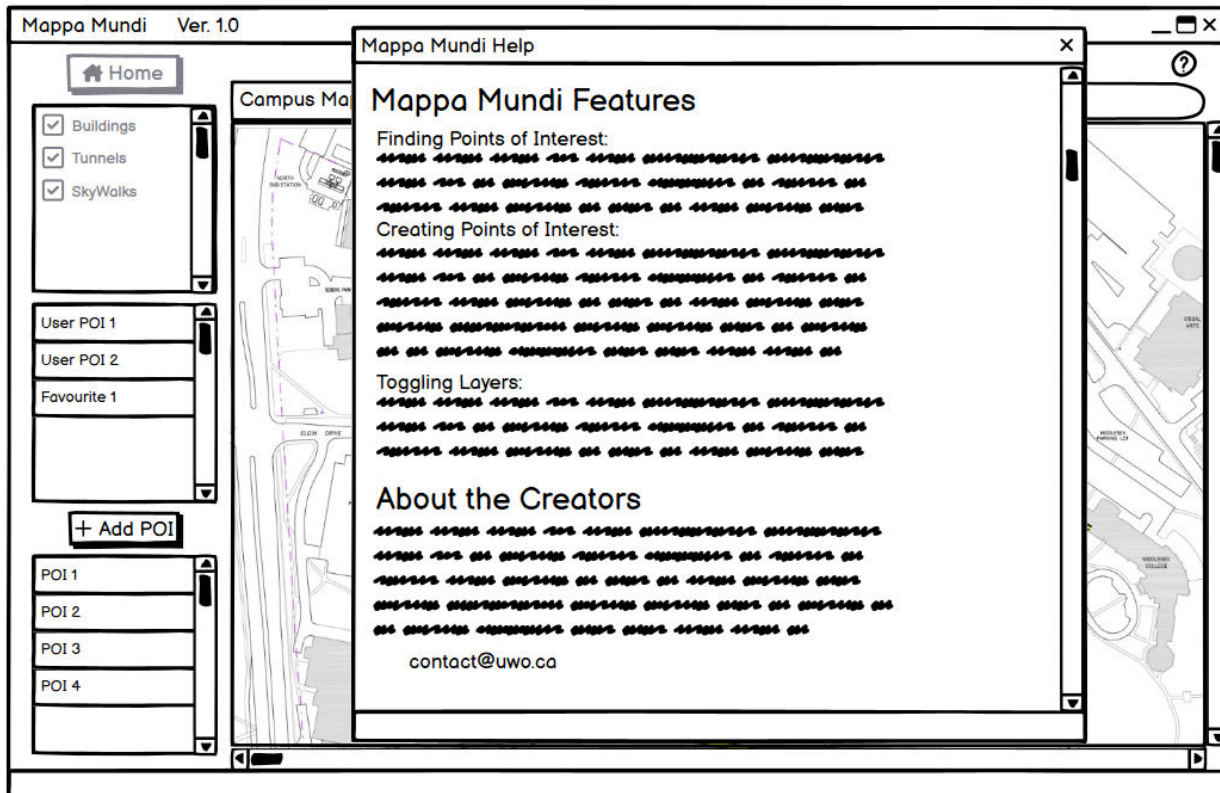 Mappa Mundi Ver. 1.0
Home
Buildings
Tunnels
SkyWalks
User POI 1
User POI 2
Favourite 1
+ Add POI
POI 1
POI 2
POI 3
POI 4
Campus Map
NORTH
SUB STATION
ELGIN DRIVE
VISUAL
ARTS
MIDDLESEX
PARKING LOT
MIDDLESEX
COLLEGE
Mappa Mundi Help
Mappa Mundi Features
Finding Points of Interest:
Creating Points of Interest:
Toggling Layers:
About the Creators
contact@uwo.ca